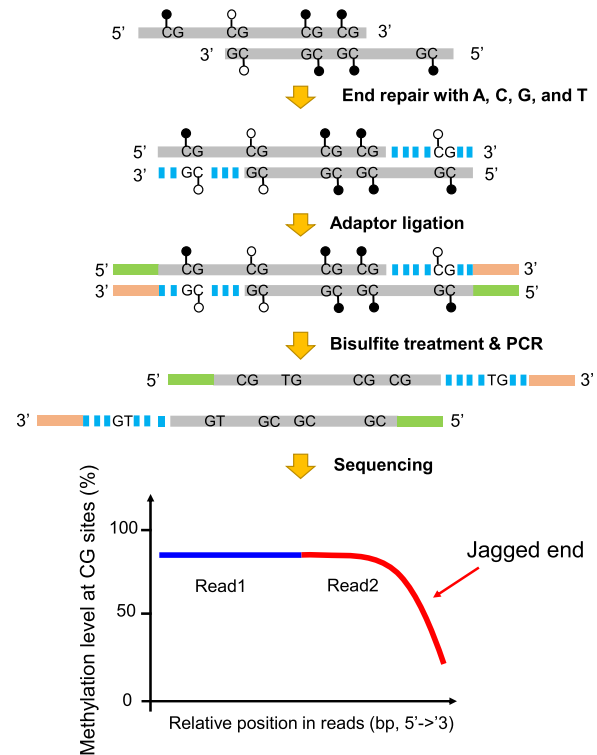 5’ CG CG CG CG 3’
3’ GC GC GC GC 5’
End repair with A, C, G, and T
5’ CG CG CG CG CG 3’
3’ GC GC GC GC GC 5’
Adaptor ligation
5’ CG CG CG CG CG 3’
3’ GC GC GC GC GC 5’
Bisulfite treatment & PCR
5’ CG TG CG CG TG 3’
3’ GT GT GC GC GC 5’
Sequencing
Methylation level at CG sites (%)
100
50
0
Read1
Read2
Jagged end
Relative position in reads (bp, 5’->’3)